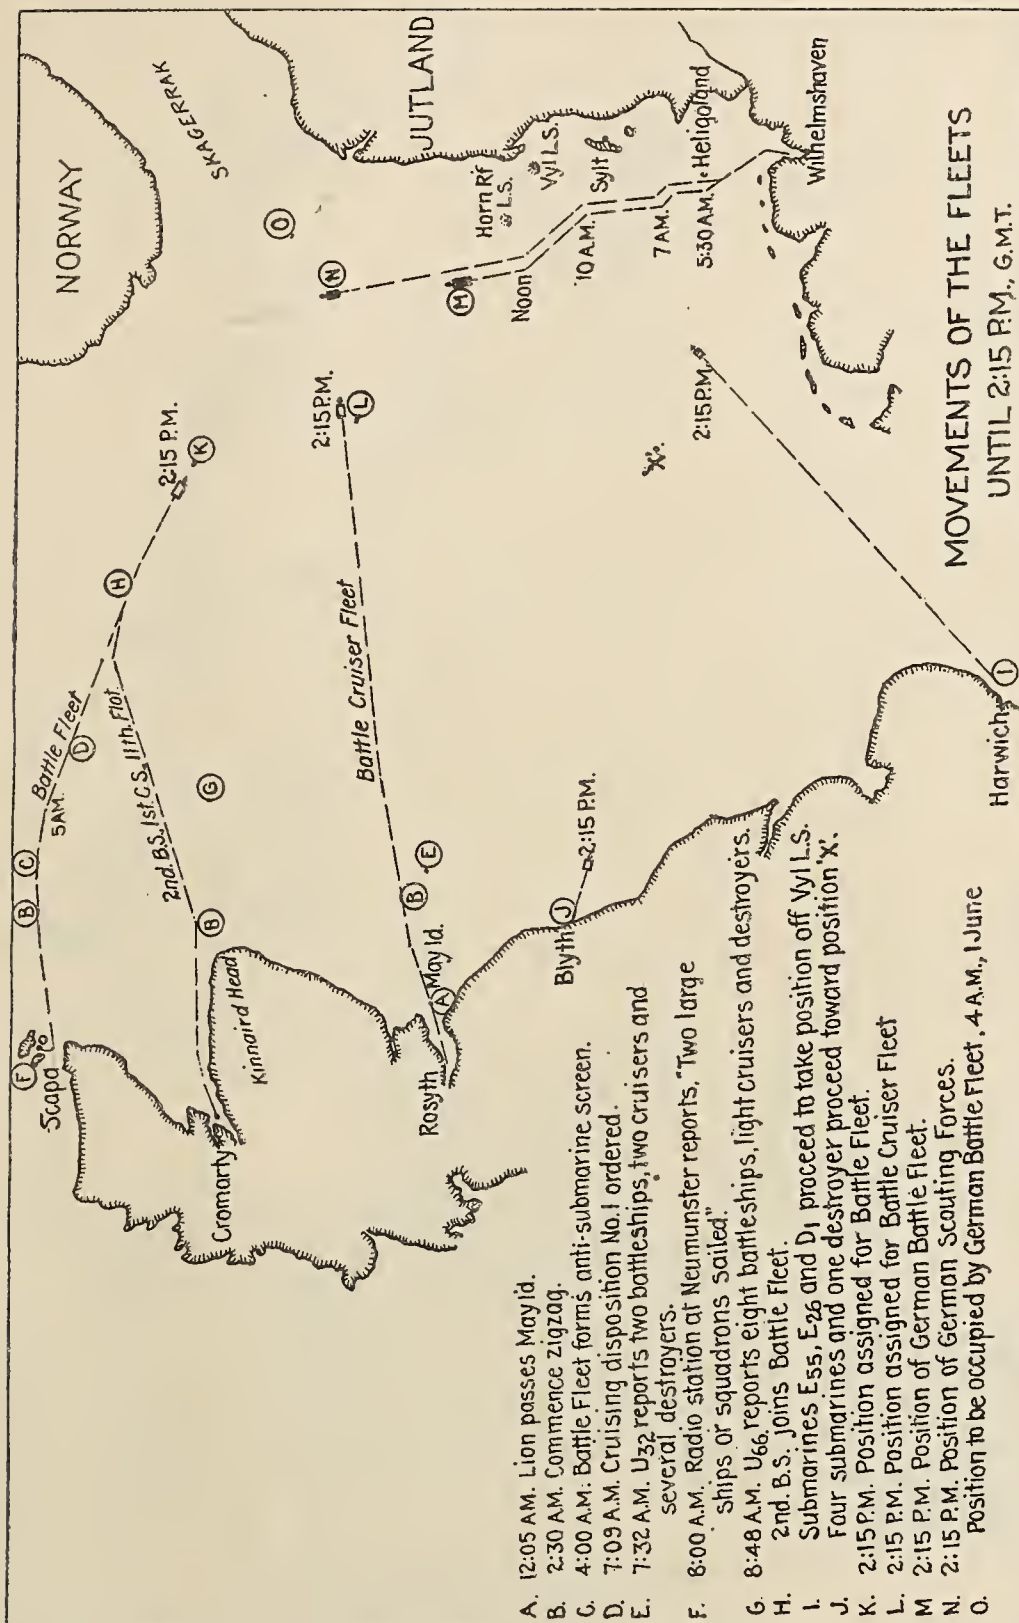 NORWAY
SKAGERRAK
JUTLAND
Horn Rf
L.S.
Vyl L.S.
Sylt
Heligoland
Wilhelmshaven
O
N
M
Noon
10 A.M.
7 A.M.
5:30 A.M.
2:15 P.M.
K
2:15 P.M.
L
2:15 P.M.
'X'.
H
Battle Fleet
D
5 A.M.
C
B
2nd. B.S., 1st. C.S., 11th. Flot.
G
Battle Cruiser Fleet
E
B
B
F
Scapa
Cromarty
Kinnaird Head
Rosyth
A
May Id.
Blyth
J
2:15 P.M.
Harwich
I
MOVEMENTS OF THE FLEETS
UNTIL 2:15 P.M., G.M.T.
A. 12:05 A.M. Lion passes May Id.
B. 2:30 A.M. Commence zigzag.
C. 4:00 A.M. Battle Fleet forms anti-submarine screen.
D. 7:09 A.M. Cruising disposition No. 1 ordered.
E. 7:32 A.M. U32 reports two battleships, two cruisers and
several destroyers.
F. 8:00 A.M. Radio station at Neumunster reports, "Two large
ships or squadrons sailed."
G. 8:48 A.M. U66 reports eight battleships, light cruisers and destroyers.
H. 2nd. B.S. joins Battle Fleet.
I. Submarines E55, E26 and D1 proceed to take position off Vyl L.S.
J. Four submarines and one destroyer proceed toward position 'X'.
K. 2:15 P.M. Position assigned for Battle Fleet.
L. 2:15 P.M. Position assigned for Battle Cruiser Fleet
M 2:15 P.M. Position of German Battle Fleet.
N. 2:15 P.M. Position of German Scouting Forces.
O. Position to be occupied by German Battle Fleet, 4 A.M., 1 June